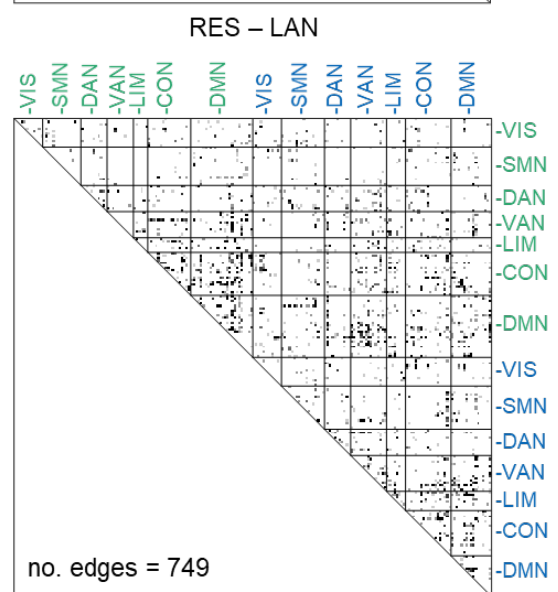 RES – LAN
-VIS
-SMN
-DAN
-VAN
-LIM
-CON
-DMN
-VIS
-SMN
-DAN
-VAN
-LIM
-CON
-DMN
-VIS
-SMN
-DAN
-VAN
-LIM
-CON
-DMN
-VIS
-SMN
-DAN
-VAN
-LIM
-CON
-DMN
no. edges = 749